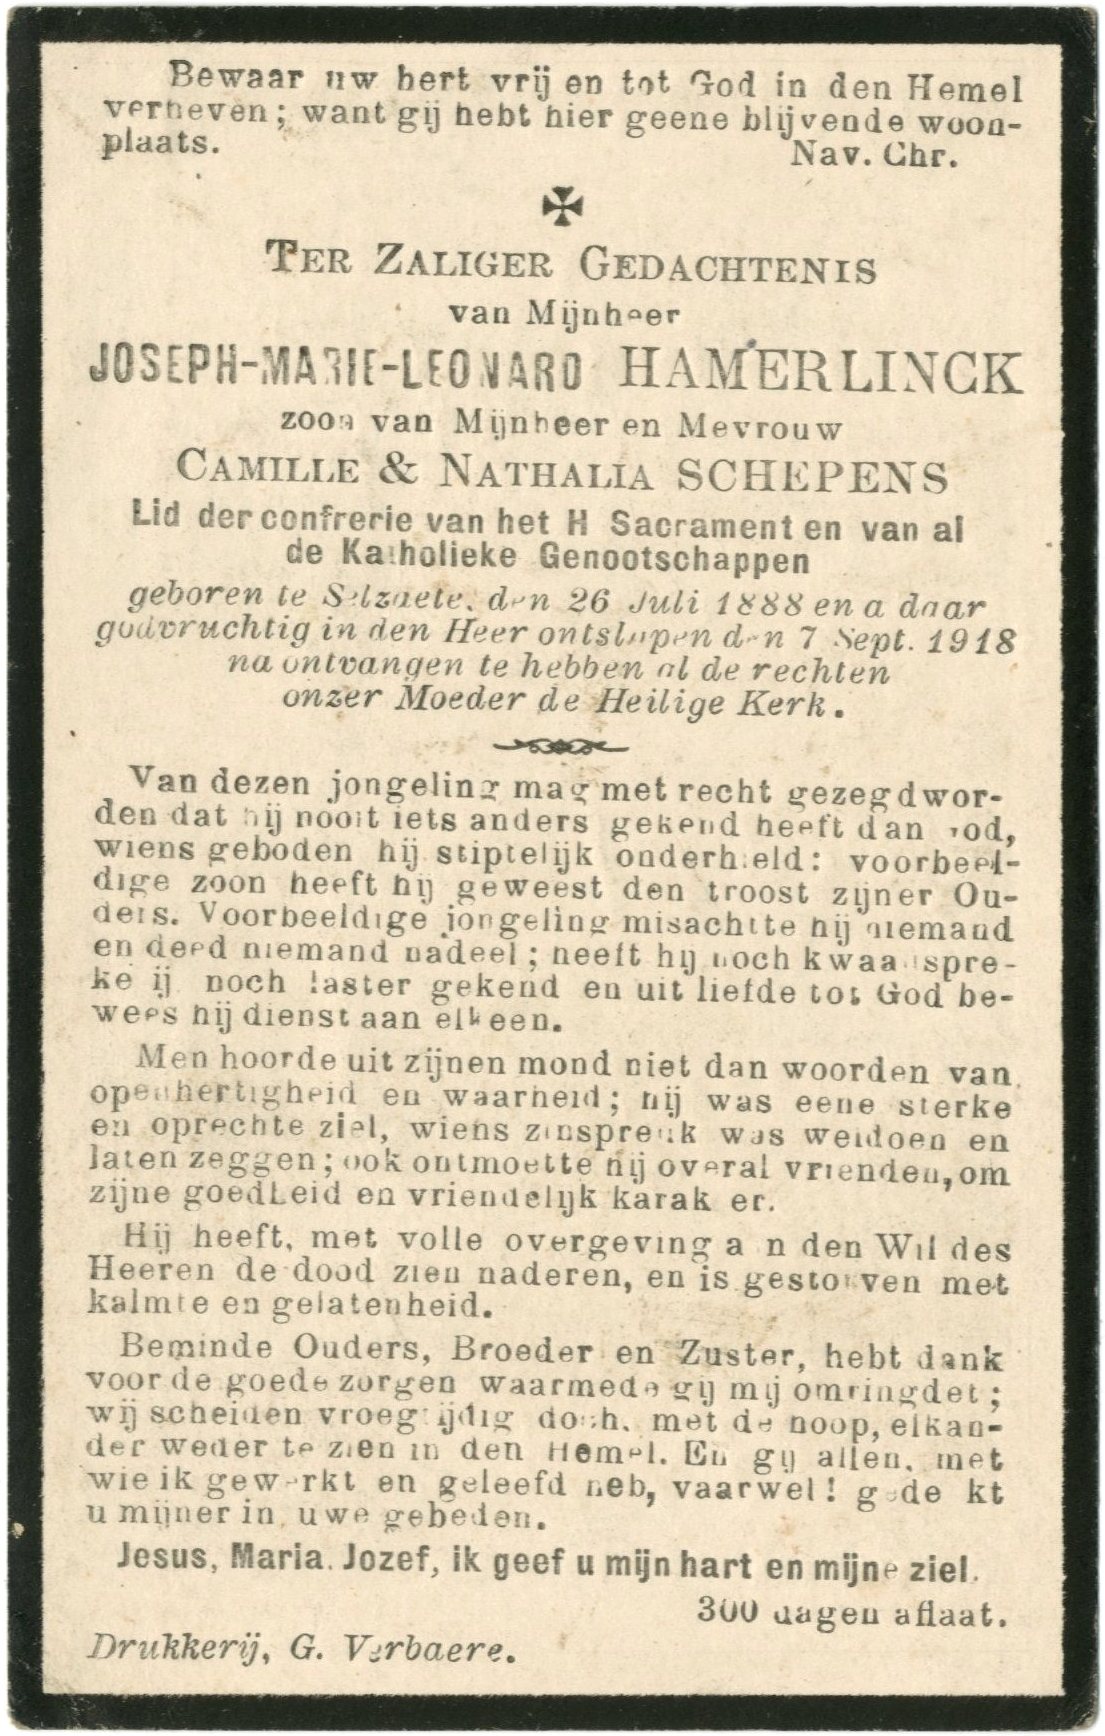 Bewaar uw hert vrij en tot God in den Hemel
verheven; want gij hebt hier geene blijvende woon-
plaats.
Nav. Chr.
TER ZALIGER GEDACHTENIS
van Mijnheer
JOSEPH-MARIE-LEONARD HAMERLINCK
zoon van Mijnheer en Mevrouw
CAMILLE & NATHALIA SCHEPENS
Lid der confrerie van het H Sacrament en van al
de Katholieke Genootschappen
geboren te Selzaete, den 26 Juli 1888 en a daar
godvruchtig in den Heer ontslapen den 7 Sept. 1918
na ontvangen te hebben al de rechten
onzer Moeder de Heilige Kerk.
Van dezen jongeling mag met recht gezegd wor-
den dat hij nooit iets anders gekend heeft dan God,
wiens geboden hij stiptelijk onderhield: voorbeel-
dige zoon heeft hij geweest den troost zijner Ou-
ders. Voorbeeldige jongeling misachtte hij niemand
en deed niemand nadeel; heeft hij noch kwaadspre-
kerij noch laster gekend en uit liefde tot God be-
wees hij dienst aan elkeen.
Men hoorde uit zijnen mond niet dan woorden van
openhertigheid en waarheid; hij was eene sterke
en oprechte ziel, wiens zinspreuk was weldoen en
laten zeggen; ook ontmoette hij overal vrienden, om
zijne goedheid en vriendelijk karakter.
Hij heeft, met volle overgeving aan den Wil des
Heeren de dood zien naderen, en is gestorven met
kalmte en gelatenheid.
Beminde Ouders, Broeder en Zuster, hebt dank
voor de goede zorgen waarmede gij mij omringdet;
wij scheiden vroegtijdig doch, met de hoop, elkan-
der weder te zien in den Hemel. En gij allen, met
wie ik gewerkt en geleefd heb, vaarwel! gedenkt
u mijner in uwe gebeden.
Jesus, Maria. Jozef, ik geef u mijn hart en mijne ziel.
300 dagen aflaat.
Drukkerij, G. Verbaere.